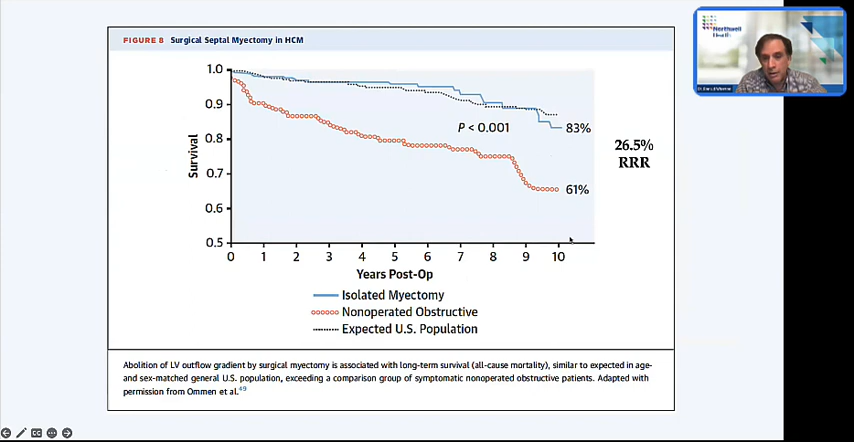 FIGURE 8 Surgical Septal Myectomy in HCM
1.0
0.9
0.8
0.7
0.6
0.5
Survival
P < 0.001
83%
61%
0 1 2 3 4 5 6 7 8 9 10
Years Post-Op
Isolated Myectomy
Nonoperated Obstructive
Expected U.S. Population
Abolition of LV outflow gradient by surgical myectomy is associated with long-term survival (all-cause mortality), similar to expected in age-
and sex-matched general U.S. population, exceeding a comparison group of symptomatic nonoperated obstructive patients. Adapted with
permission from Ommen et al.49
26.5%
RRR
Northwell
Health
CC